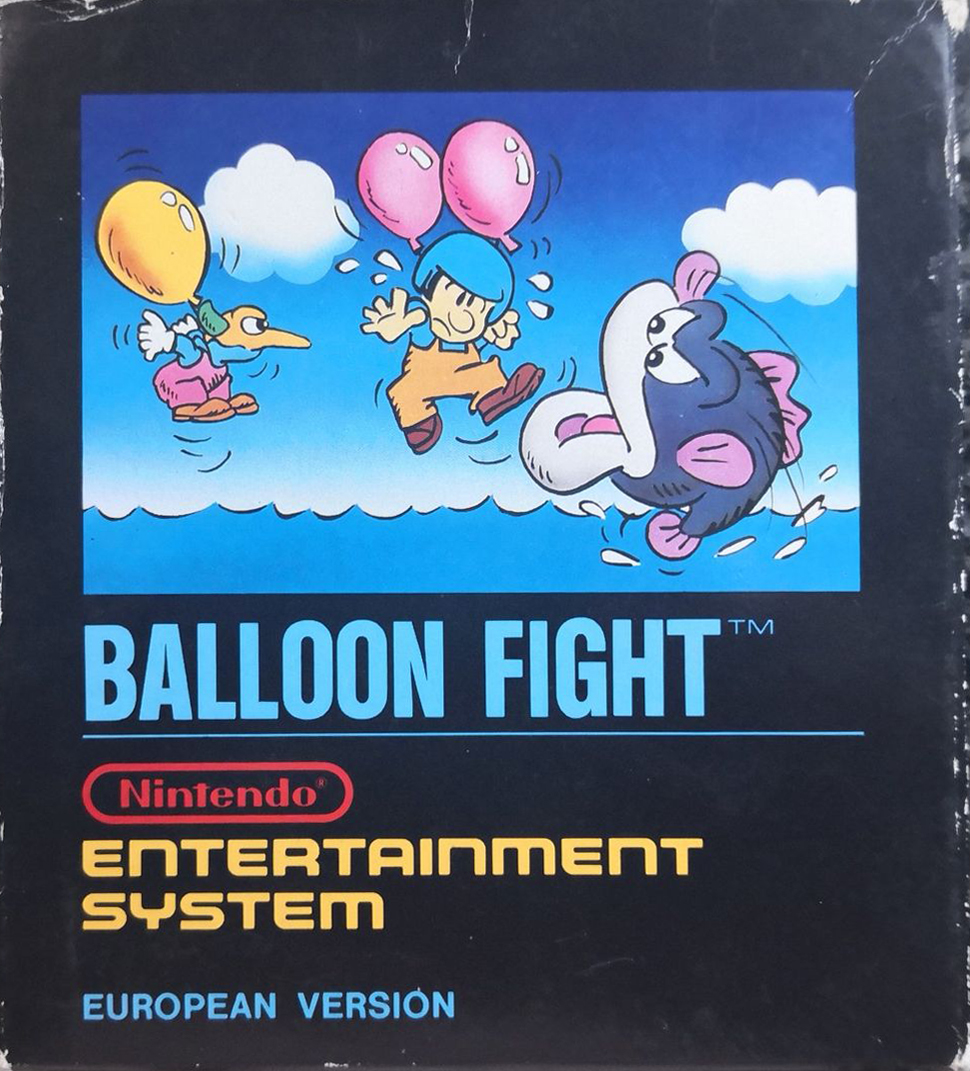 BALLOON FIGHT™
Nintendo®
ENTERTAINMENT
SYSTEM
EUROPEAN VERSION